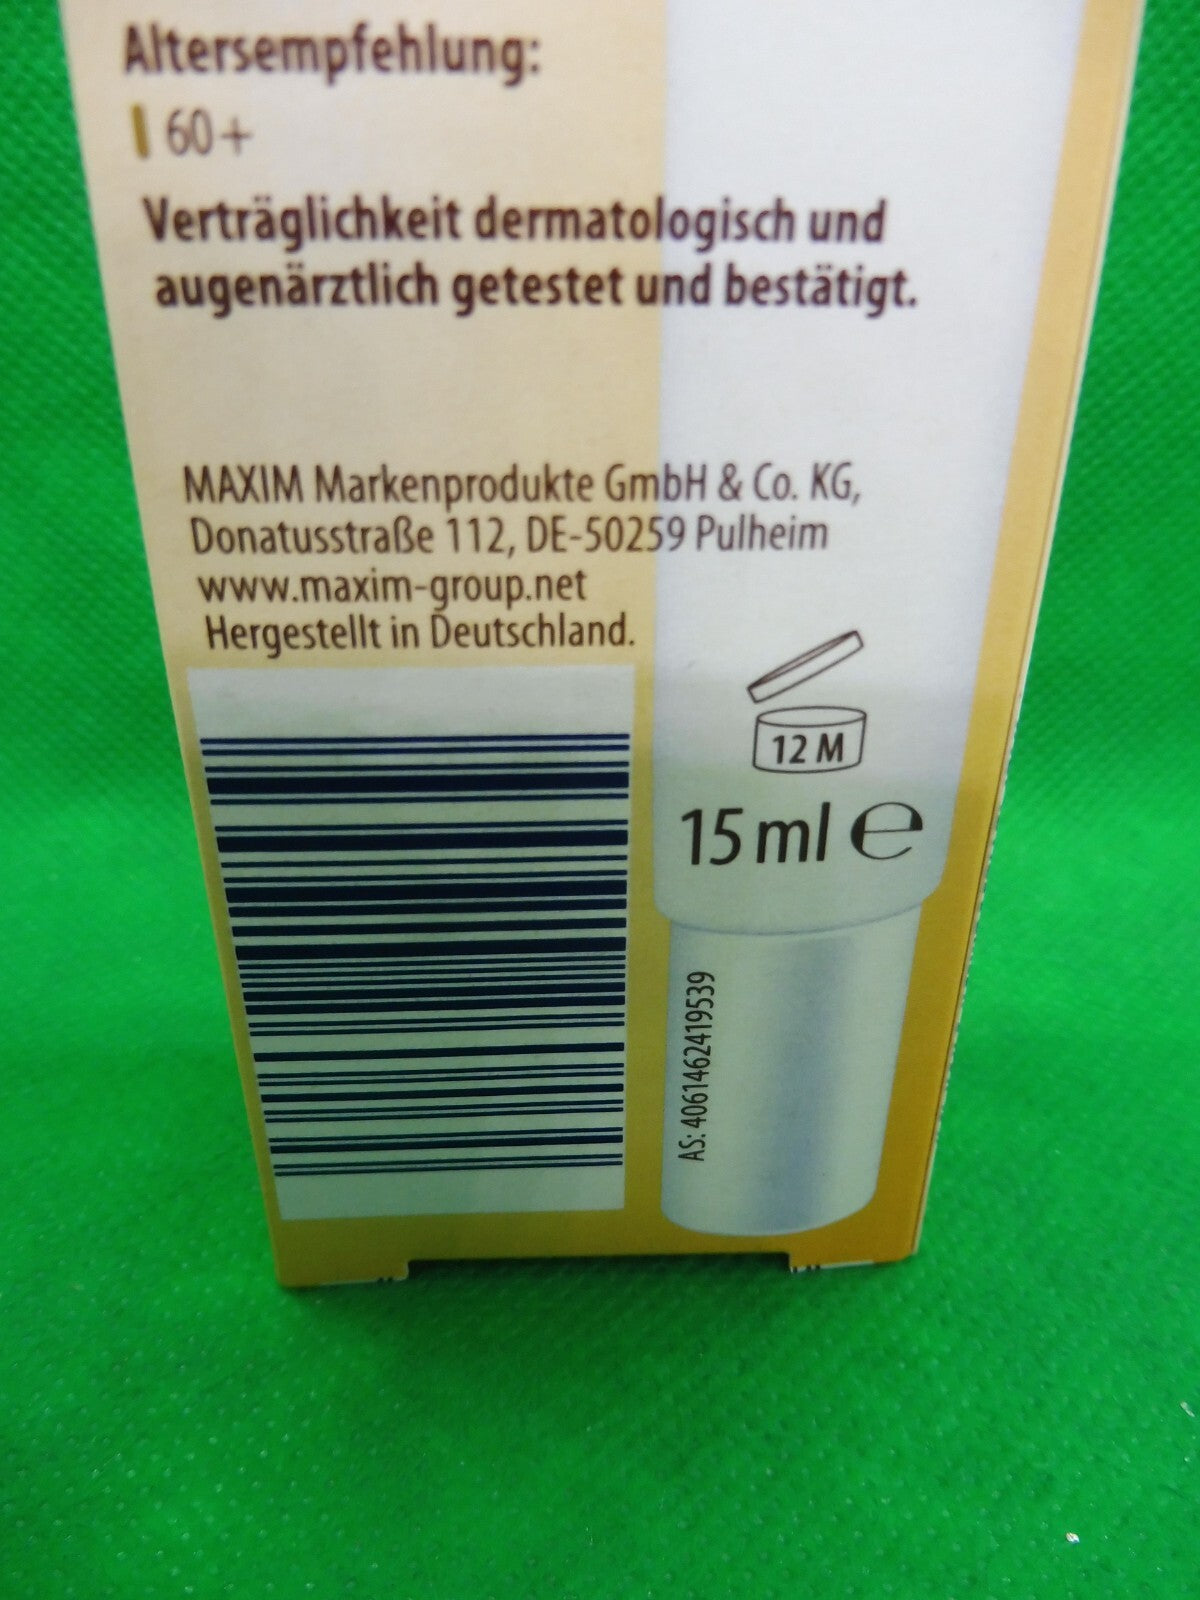 Altersempfehlung:
60+
Verträglichkeit dermatologisch und
augenärztlich getestet und bestätigt.
MAXIM Markenprodukte GmbH & Co. KG,
Donatusstraße 112, DE-50259 Pulheim
www.maxim-group.net
Hergestellt in Deutschland.
12 M
15 ml ℮
AS: 4061462419539